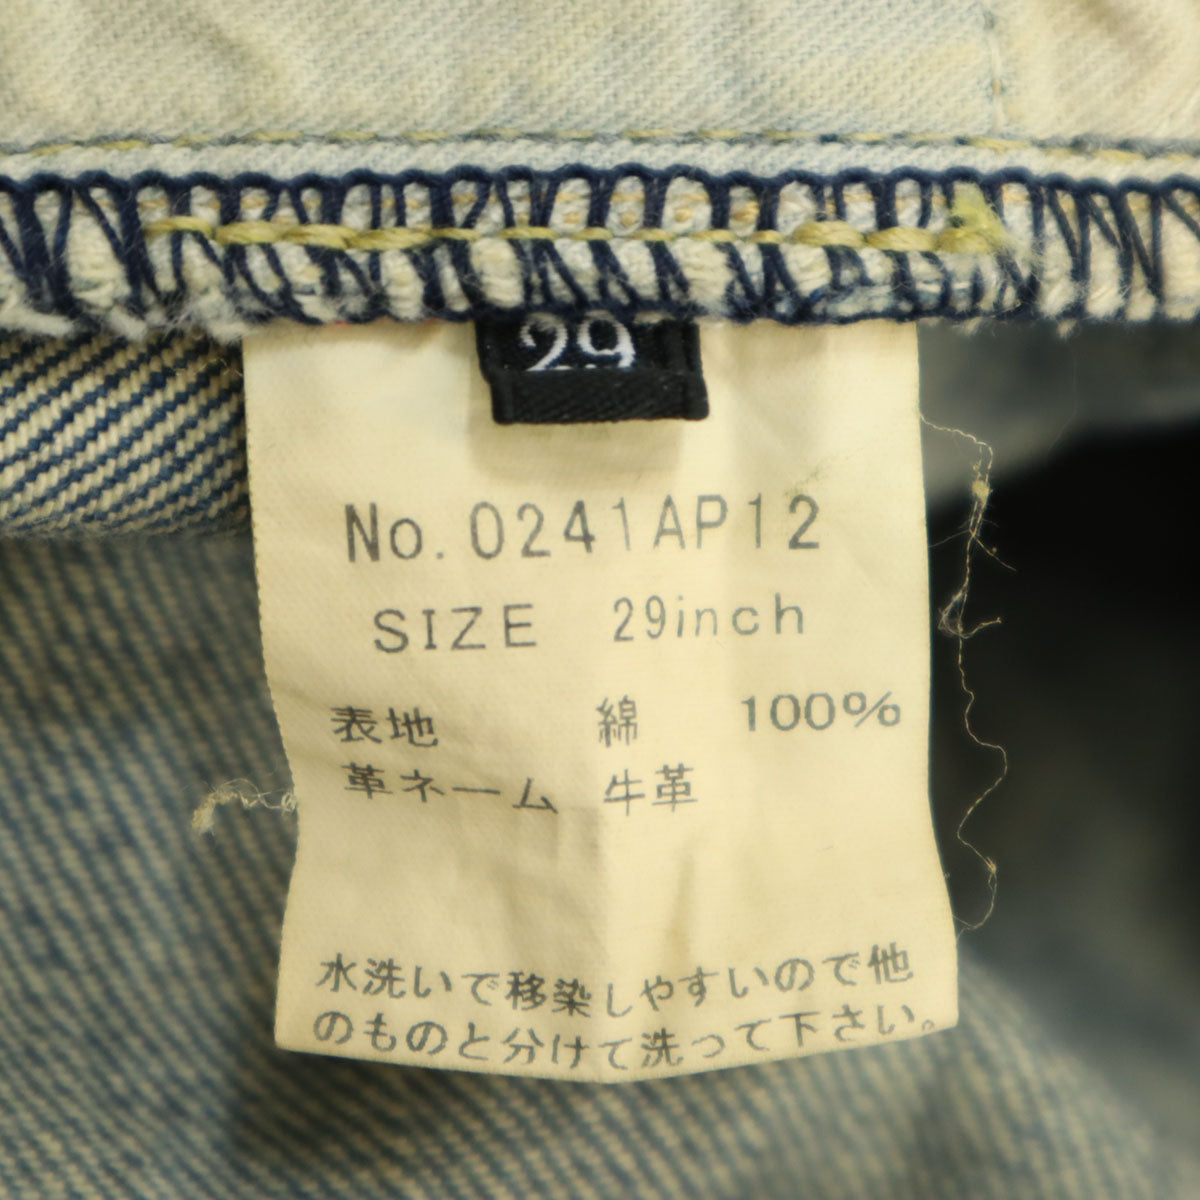 29
No. 0241AP12
SIZE 29inch
表地 綿 100%
革ネーム 牛革
水洗いで移染しやすいので他
のものと分けて洗って下さい。